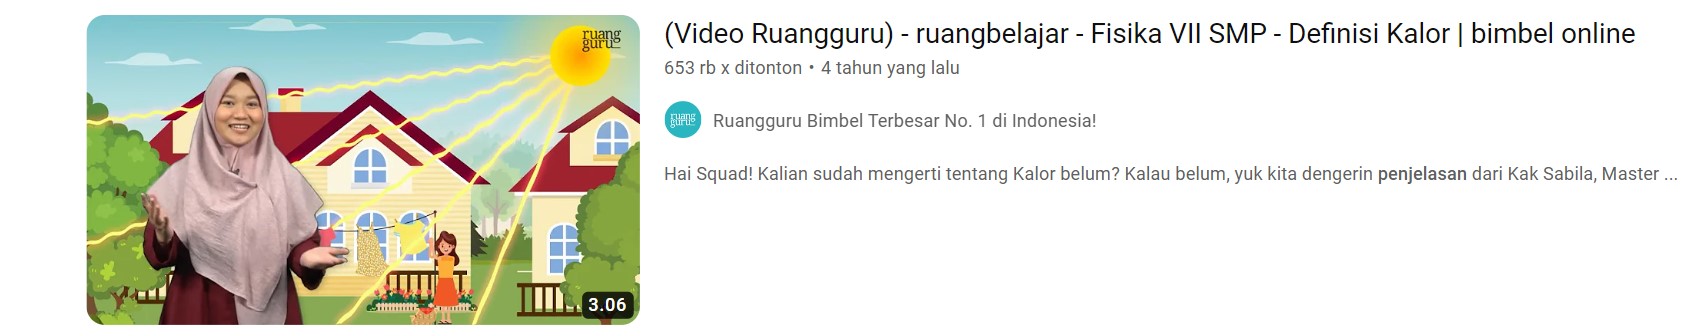 ruang
guru
3.06
(Video Ruangguru) - ruangbelajar - Fisika VII SMP - Definisi Kalor | bimbel online
653 rb x ditonton • 4 tahun yang lalu
ruang
guru
Ruangguru Bimbel Terbesar No. 1 di Indonesia!
Hai Squad! Kalian sudah mengerti tentang Kalor belum? Kalau belum, yuk kita dengerin penjelasan dari Kak Sabila, Master ...